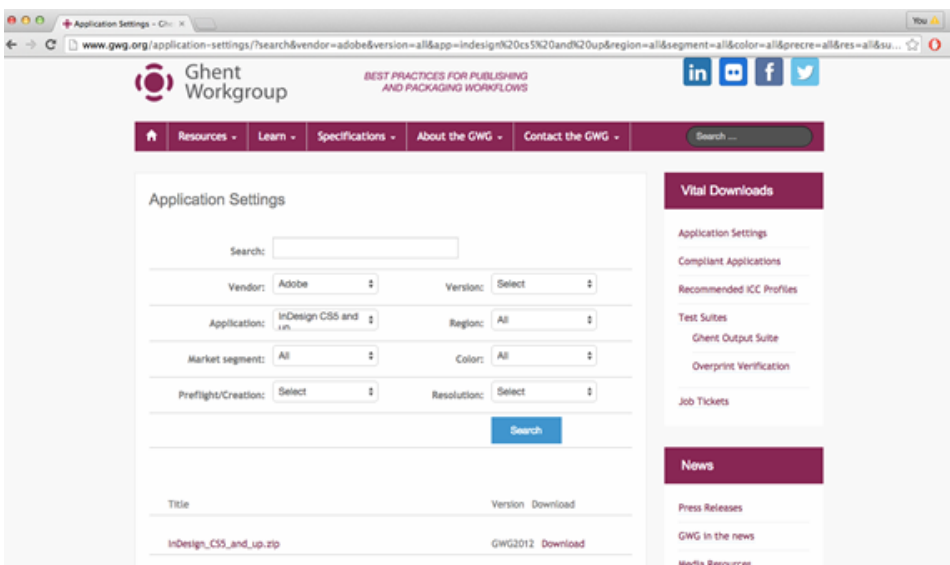 Application Settings - Gh
You
www.gwg.org/application-settings/?search&vendor=adobe&version=all&app=indesign%20cs5%20and%20up&region=all&segment=all&color=all&precre=all&res=all&su...
Ghent
Workgroup
BEST PRACTICES FOR PUBLISHING
AND PACKAGING WORKFLOWS
in
f
Resources
Learn
Specifications
About the GWG
Contact the GWG
Search ...
Application Settings
Search:
Vendor: Adobe Version: Select
Application: InDesign CS5 and up Region: All
Market segment: All Color: All
Preflight/Creation: Select Resolution: Select
Search
Title Version Download
InDesign_CS5_and_up.zip GWG2012 Download
Vital Downloads
Application Settings
Compliant Applications
Recommended ICC Profiles
Test Suites
Ghent Output Suite
Overprint Verification
Job Tickets
News
Press Releases
GWG in the news
Media Resources